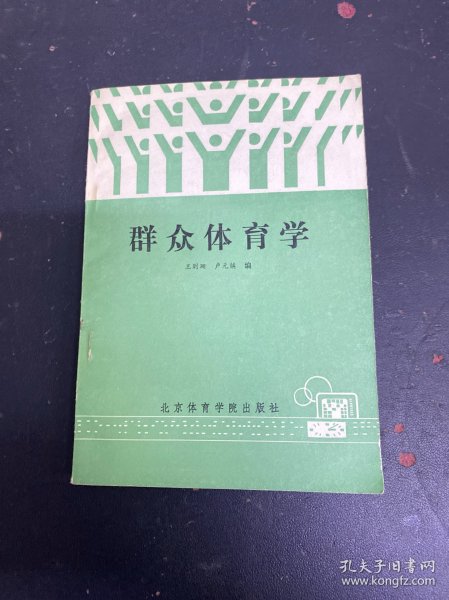 群众体育学
王则珊 卢元镇 编
北京体育学院出版社
孔夫子旧书网
www.kongfz.com